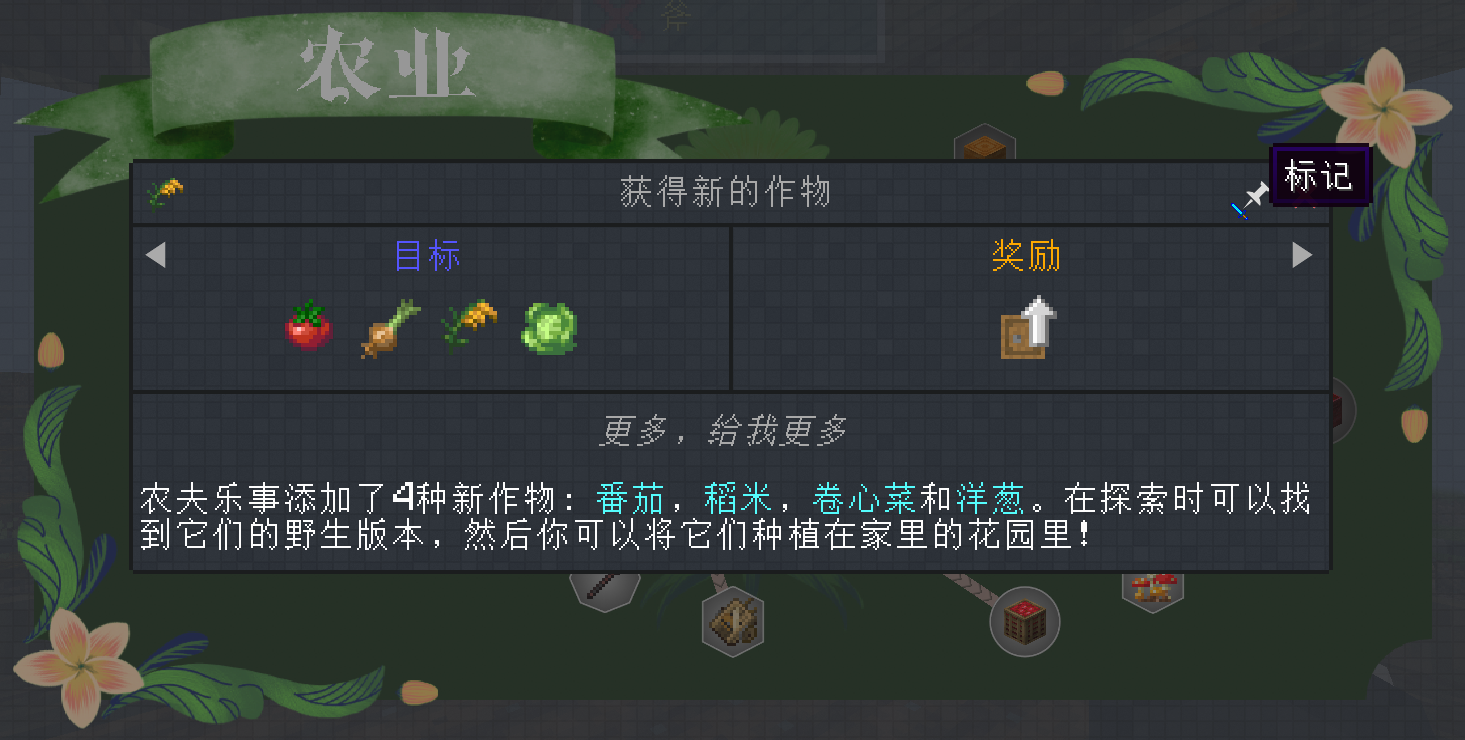 斧
农业
标记
获得新的作物
目标
奖励
更多，给我更多
农夫乐事添加了4种新作物：番茄，稻米，卷心菜和洋葱。在探索时可以找
到它们的野生版本，然后你可以将它们种植在家里的花园里！